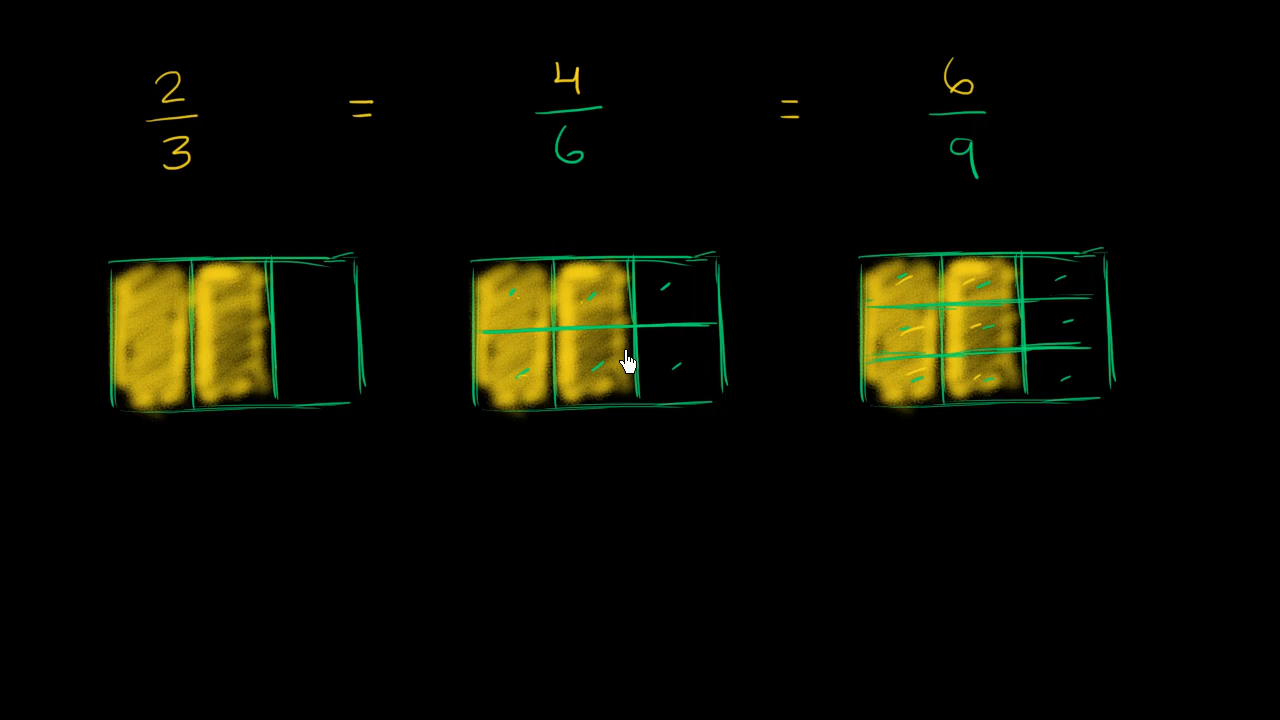 2/3 = 4/6 = 6/9